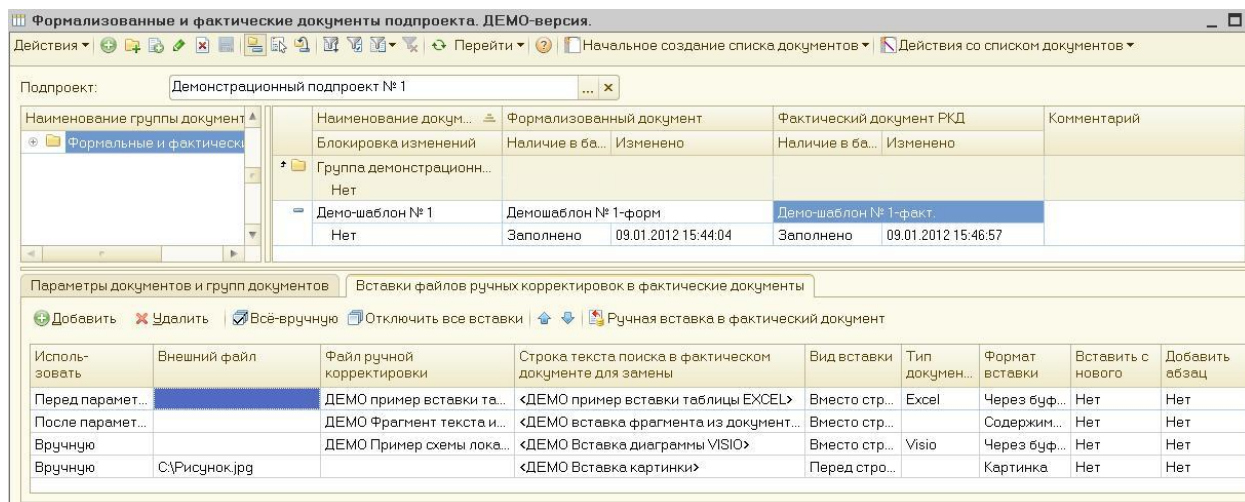 Формализованные и фактические документы подпроекта. ДЕМО-версия.
Действия Перейти Начальное создание списка документов Действия со списком документов
Подпроект: Демонстрационный подпроект № 1 ...
Наименование группы документ Наименование докум... Формализованный документ Фактический документ РКД Комментарий
Блокировка изменений Наличие в ба... Изменено Наличие в ба... Изменено
Формальные и фактически
Группа демонстрационн...
Нет
Демо-шаблон № 1 Демошаблон № 1-форм Демо-шаблон № 1-факт.
Нет Заполнено 09.01.2012 15:44:04 Заполнено 09.01.2012 15:46:57
Параметры документов и групп документов Вставки файлов ручных корректировок в фактические документы
Добавить Удалить Всё-вручную Отключить все вставки Ручная вставка в фактический документ
Исполь- Внешний файл Файл ручной Строка текста поиска в фактическом Вид вставки Тип Формат Вставить с Добавить
зовать корректировки документе для замены докумен... вставки нового абзац
Перед парамет... ДЕМО пример вставки та... <ДЕМО пример вставки таблицы EXCEL> Вместо стр... Excel Через буф... Нет Нет
После парамет... ДЕМО Фрагмент текста и... <ДЕМО вставка фрагмента из документ... Вместо стр... Содержим... Нет Нет
Вручную ДЕМО Пример схемы лока... <ДЕМО Вставка диаграммы VISIO> Вместо стр... Visio Через буф... Нет Нет
Вручную C:\Рисунок.jpg <ДЕМО Вставка картинки> Перед стро... Картинка Нет Нет